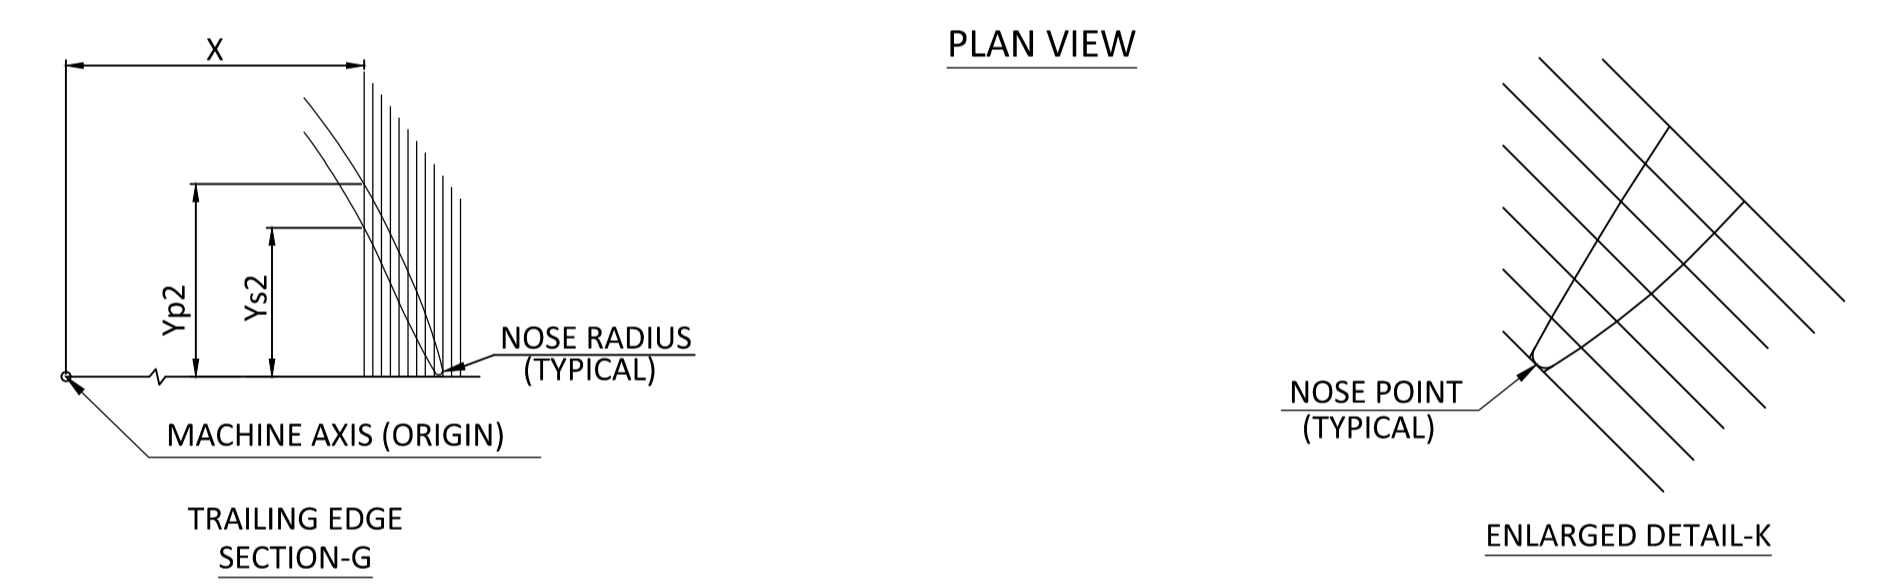 X
PLAN VIEW
Yp2
Ys2
NOSE RADIUS
(TYPICAL)
MACHINE AXIS (ORIGIN)
TRAILING EDGE
SECTION-G
NOSE POINT
(TYPICAL)
ENLARGED DETAIL-K